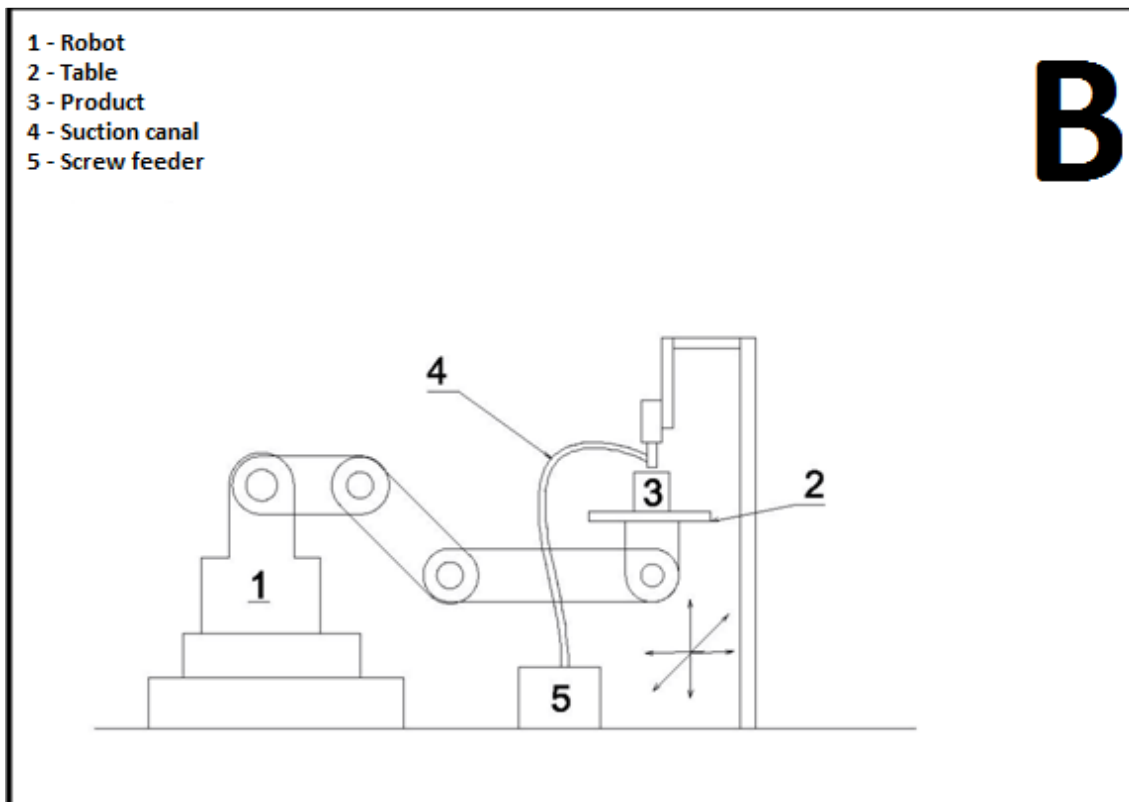 1 - Robot
2 - Table
3 - Product
4 - Suction canal
5 - Screw feeder
B
4
3
2
1
5